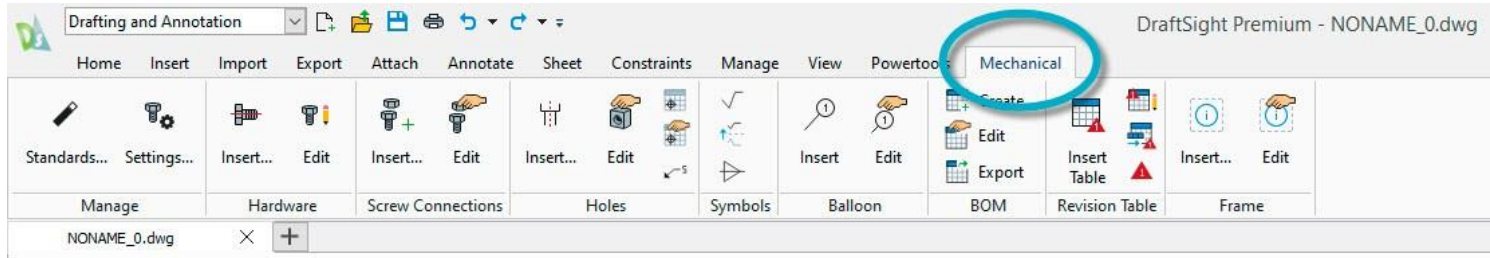 Drafting and Annotation
DraftSight Premium - NONAME_0.dwg
Home Insert Import Export Attach Annotate Sheet Constraints Manage View Powertools Mechanical
Create
Edit
Standards... Settings... Insert... Edit Insert... Edit Insert... Edit Insert Edit Export Insert Table Insert... Edit
Manage Hardware Screw Connections Holes Symbols Balloon BOM Revision Table Frame
NONAME_0.dwg